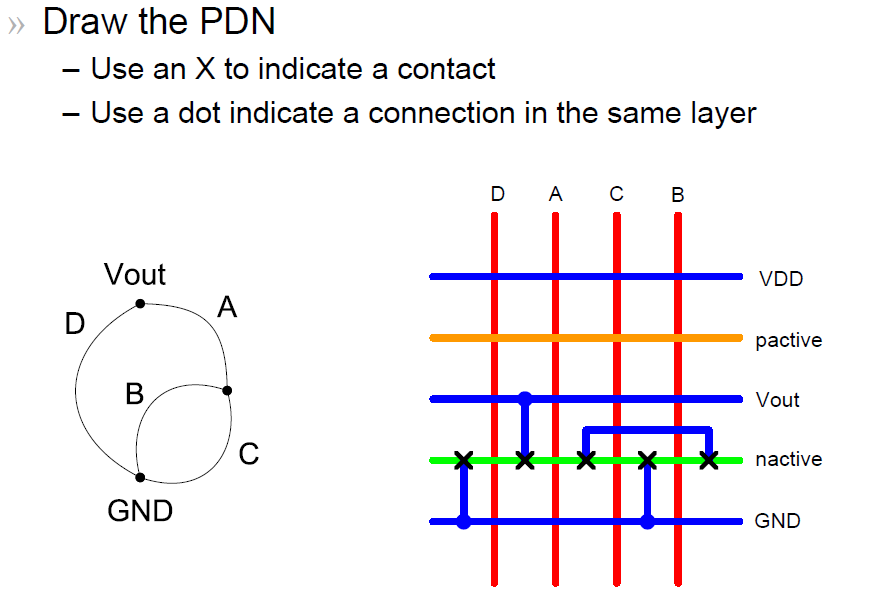 » Draw the PDN
– Use an X to indicate a contact
– Use a dot indicate a connection in the same layer
D A C B
Vout
A
D
B
C
GND
VDD
pactive
Vout
nactive
GND